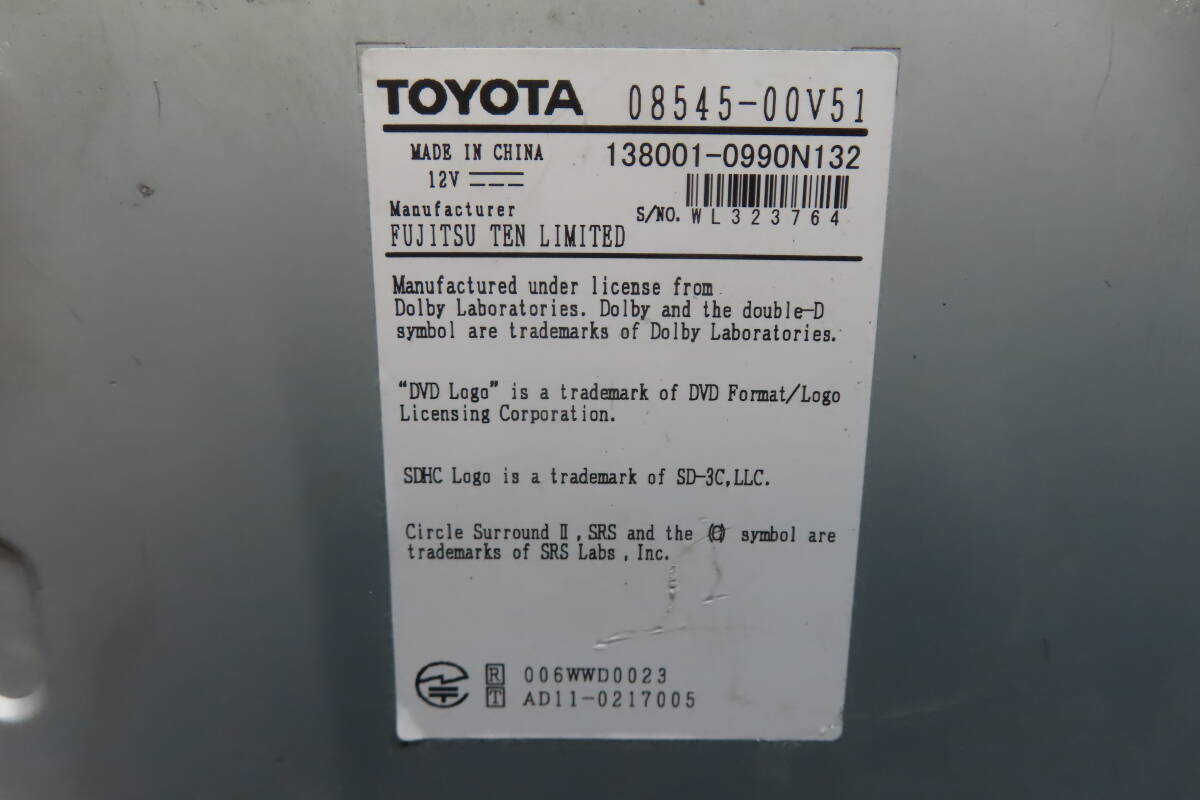 TOYOTA 08545-00V51
MADE IN CHINA 138001-0990N132
12V
Manufacturer S/NO. WL323764
FUJITSU TEN LIMITED
Manufactured under license from
Dolby Laboratories. Dolby and the double-D
symbol are trademarks of Dolby Laboratories.
“DVD Logo” is a trademark of DVD Format/Logo
Licensing Corporation.
SDHC Logo is a trademark of SD-3C,LLC.
Circle Surround Ⅱ, SRS and the (●) symbol are
trademarks of SRS Labs, Inc.
R 006WWD0023
T AD11-0217005